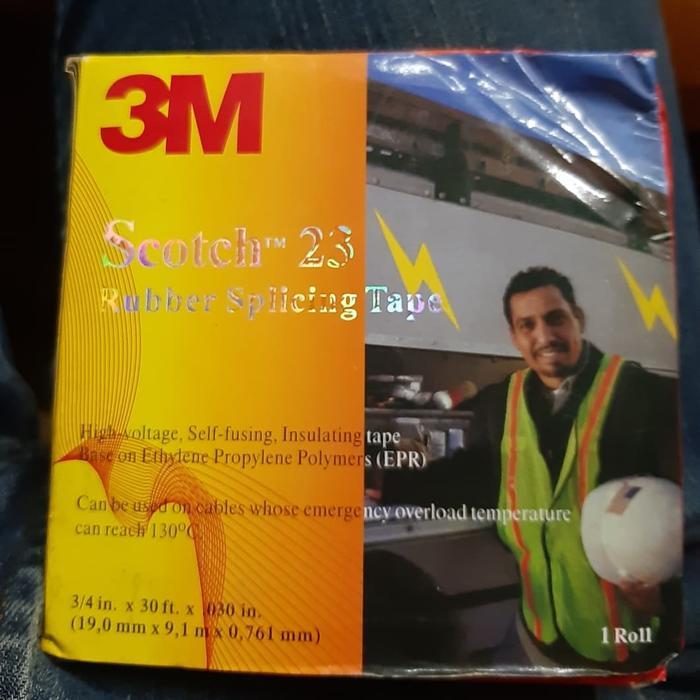 3M
Scotch™ 23
Rubber Splicing Tape
High-voltage, Self-fusing, Insulating tape
Base on Ethylene Propylene Polymers (EPR)
Can be used on cables whose emergency overload temperature
can reach 130ºC
3/4 in. x 30 ft. x .030 in.
(19,0 mm x 9,1 m x 0,761 mm)
1 Roll